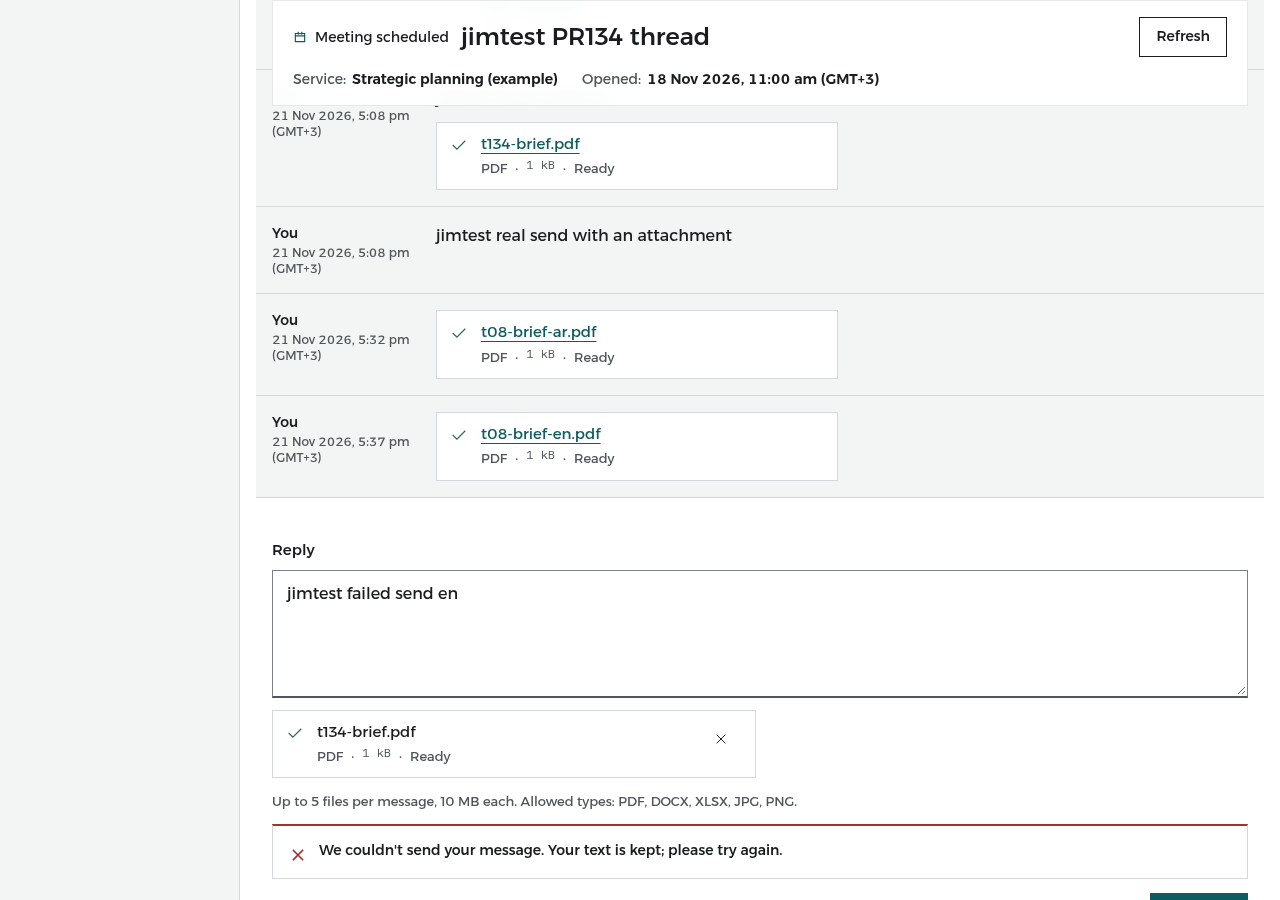 Meeting scheduled jimtest PR134 thread
Refresh
Service: Strategic planning (example) Opened: 18 Nov 2026, 11:00 am (GMT+3)
21 Nov 2026, 5:08 pm
(GMT+3)
t134-brief.pdf
PDF · 1 kB · Ready
You
21 Nov 2026, 5:08 pm
(GMT+3)
jimtest real send with an attachment
You
21 Nov 2026, 5:32 pm
(GMT+3)
t08-brief-ar.pdf
PDF · 1 kB · Ready
You
21 Nov 2026, 5:37 pm
(GMT+3)
t08-brief-en.pdf
PDF · 1 kB · Ready
Reply
jimtest failed send en
t134-brief.pdf
PDF · 1 kB · Ready
Up to 5 files per message, 10 MB each. Allowed types: PDF, DOCX, XLSX, JPG, PNG.
We couldn't send your message. Your text is kept; please try again.